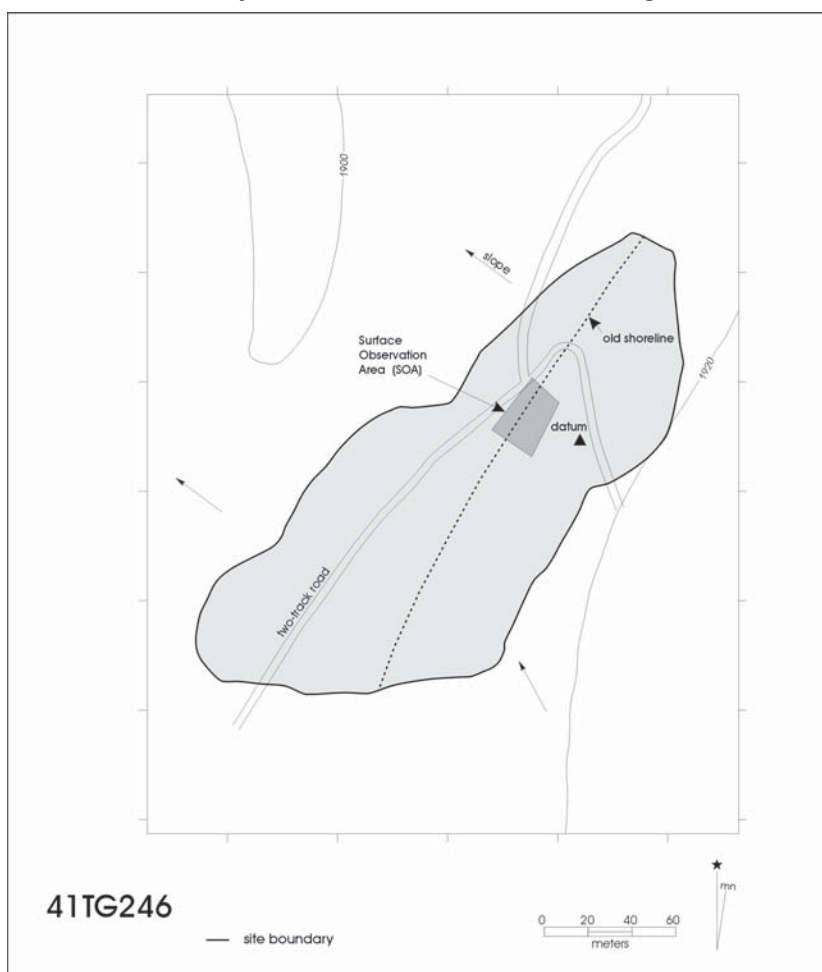 1900
slope
old shoreline
Surface
Observation
Area (SOA)
1920
datum
two-track road
mn
41TG246
site boundary
0 20 40 60
meters